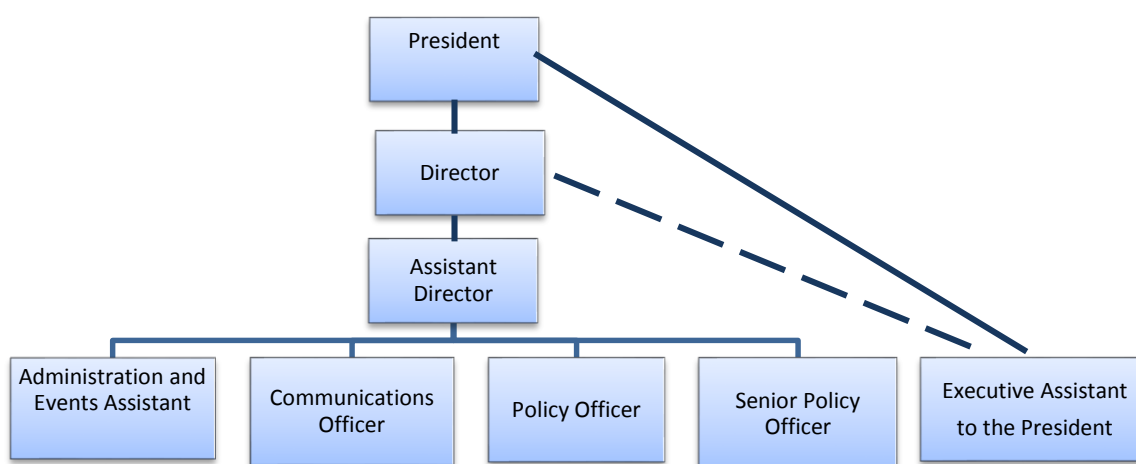 President
Director
Assistant
Director
Administration and
Events Assistant
Communications
Officer
Policy Officer
Senior Policy
Officer
Executive Assistant
to the President